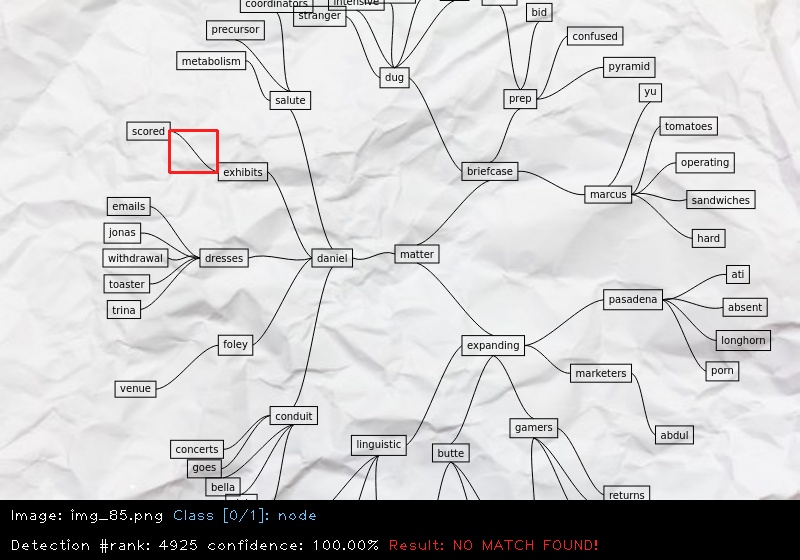 coordinators
intensive
stranger
bid
precursor
confused
metabolism
pyramid
dug
yu
salute
prep
scored
tomatoes
operating
exhibits
briefcase
marcus
sandwiches
emails
jonas
hard
withdrawal
dresses
daniel
matter
toaster
ati
trina
pasadena
absent
longhorn
foley
expanding
porn
marketers
venue
conduit
gamers
abdul
concerts
linguistic
butte
goes
bella
returns
Image: img_85.png Class [0/1]: node
Detection #rank: 4925 confidence: 100.00% Result: NO MATCH FOUND!